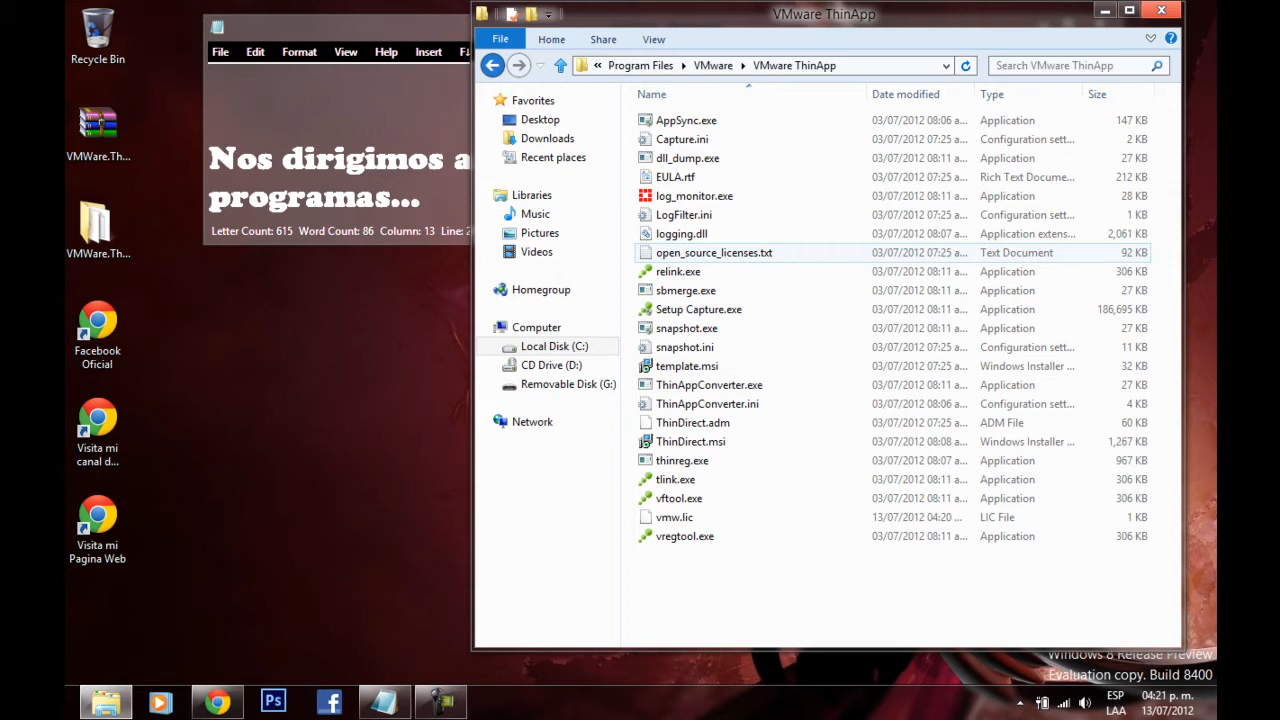 Recycle Bin
VMWare.Th...
VMWare.Th...
Facebook
Oficial
Visita mi
canal d...
Visita mi
Pagina Web
File Edit Format View Help Insert
Nos dirigimos a
programas...
Letter Count: 615 Word Count: 86 Column: 13 Line:
VMware ThinApp
File Home Share View
« Program Files VMware VMware ThinApp Search VMware ThinApp
Favorites
Desktop
Downloads
Recent places
Libraries
Music
Pictures
Videos
Homegroup
Computer
Local Disk (C:)
CD Drive (D:)
Removable Disk (G:)
Network
Name Date modified Type Size
AppSync.exe 03/07/2012 08:06 a... Application 147 KB
Capture.ini 03/07/2012 07:25 a... Configuration sett... 2 KB
dll_dump.exe 03/07/2012 08:11 a... Application 27 KB
EULA.rtf 03/07/2012 07:25 a... Rich Text Docume... 212 KB
log_monitor.exe 03/07/2012 08:11 a... Application 28 KB
LogFilter.ini 03/07/2012 07:25 a... Configuration sett... 1 KB
logging.dll 03/07/2012 08:07 a... Application extens... 2,061 KB
open_source_licenses.txt 03/07/2012 07:25 a... Text Document 92 KB
relink.exe 03/07/2012 08:11 a... Application 306 KB
sbmerge.exe 03/07/2012 08:11 a... Application 27 KB
Setup Capture.exe 03/07/2012 08:11 a... Application 186,695 KB
snapshot.exe 03/07/2012 08:11 a... Application 27 KB
snapshot.ini 03/07/2012 07:25 a... Configuration sett... 11 KB
template.msi 03/07/2012 07:25 a... Windows Installer ... 32 KB
ThinAppConverter.exe 03/07/2012 08:11 a... Application 27 KB
ThinAppConverter.ini 03/07/2012 08:06 a... Configuration sett... 4 KB
ThinDirect.adm 03/07/2012 07:25 a... ADM File 60 KB
ThinDirect.msi 03/07/2012 08:08 a... Windows Installer ... 1,267 KB
thinreg.exe 03/07/2012 08:07 a... Application 967 KB
tlink.exe 03/07/2012 08:11 a... Application 306 KB
vftool.exe 03/07/2012 08:11 a... Application 306 KB
vmw.lic 13/07/2012 04:20 ... LIC File 1 KB
vregtool.exe 03/07/2012 08:11 a... Application 306 KB
Windows 8 Release Preview
Evaluation copy. Build 8400
Ps
ESP 04:21 p. m.
LAA 13/07/2012